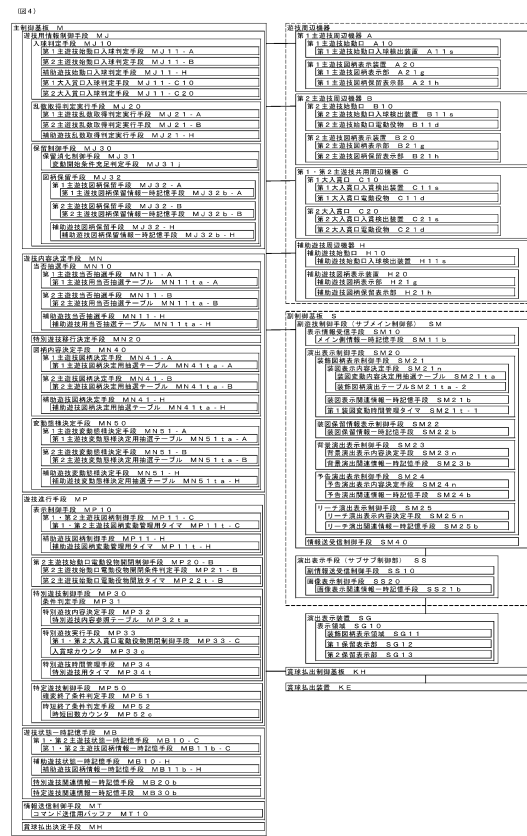 (図4)
主制御基板 M
遊技用情報制御手段 MJ
入球判定手段 MJ10
第1主遊技始動口入球判定手段 MJ11-A
第2主遊技始動口入球判定手段 MJ11-B
補助遊技始動口入球判定手段 MJ11-H
第1大入賞口入球判定手段 MJ11-C10
第2大入賞口入球判定手段 MJ11-C20
乱数取得判定実行手段 MJ20
第1主遊技乱数取得判定実行手段 MJ21-A
第2主遊技乱数取得判定実行手段 MJ21-B
補助遊技乱数取得判定実行手段 MJ21-H
保留制御手段 MJ30
保留消化制御手段 MJ31
変動開始条件充足判定手段 MJ31j
図柄保留手段 MJ32
第1主遊技図柄保留手段 MJ32-A
第1主遊技図柄保留情報一時記憶手段 MJ32b-A
第2主遊技図柄保留手段 MJ32-B
第2主遊技図柄保留情報一時記憶手段 MJ32b-B
補助遊技図柄保留手段 MJ32-H
補助遊技図柄保留情報一時記憶手段 MJ32b-H
遊技内容決定手段 MN
当否抽選手段 MN10
第1主遊技当否抽選手段 MN11-A
第1主遊技用当否抽選テーブル MN11ta-A
第2主遊技当否抽選手段 MN11-B
第2主遊技用当否抽選テーブル MN11ta-B
補助遊技当否抽選手段 MN11-H
補助遊技用当否抽選テーブル MN11ta-H
特別遊技移行決定手段 MN20
図柄内容決定手段 MN40
第1主遊技図柄決定手段 MN41-A
第1主遊技図柄決定用抽選テーブル MN41ta-A
第2主遊技図柄決定手段 MN41-B
第2主遊技図柄決定用抽選テーブル MN41ta-B
補助遊技図柄決定手段 MN41-H
補助遊技図柄決定用抽選テーブル MN41ta-H
変動態様決定手段 MN50
第1主遊技変動態様決定手段 MN51-A
第1主遊技変動態様決定用抽選テーブル MN51ta-A
第2主遊技変動態様決定手段 MN51-B
第2主遊技変動態様決定用抽選テーブル MN51ta-B
補助遊技変動態様決定手段 MN51-H
補助遊技変動態様決定用抽選テーブル MN51ta-H
遊技進行手段 MP
表示制御手段 MP10
第1・第2主遊技図柄制御手段 MP11-C
第1・第2主遊技図柄変動管理用タイマ MP11t-C
補助遊技図柄制御手段 MP11-H
補助遊技図柄変動管理用タイマ MP11t-H
第2主遊技始動口電動役物開閉制御手段 MP20-B
第2主遊技始動口電動役物開閉条件判定手段 MP21-B
第2主遊技始動口電動役物開放タイマ MP22t-B
特別遊技制御手段 MP30
条件判定手段 MP31
特別遊技内容決定手段 MP32
特別遊技内容参照テーブル MP32ta
特別遊技実行手段 MP33
第1・第2大入賞口電動役物開閉制御手段 MP33-C
入賞球カウンタ MP33c
特別遊技時間管理手段 MP34
特別遊技用タイマ MP34t
特定遊技制御手段 MP50
確変終了条件判定手段 MP51
時短終了条件判定手段 MP52
時短回数カウンタ MP52c
遊技状態一時記憶手段 MB
第1・第2主遊技状態一時記憶手段 MB10-C
第1・第2主遊技図柄情報一時記憶手段 MB11b-C
補助遊技状態一時記憶手段 MB10-H
補助遊技図柄情報一時記憶手段 MB11b-H
特別遊技関連情報一時記憶手段 MB20b
特定遊技関連情報一時記憶手段 MB30b
情報送信制御手段 MT
コマンド送信用バッファ MT10
賞球払出決定手段 MH
遊技周辺機器
第1主遊技周辺機器 A
第1主遊技始動口 A10
第1主遊技始動口入球検出装置 A11s
第1主遊技図柄表示装置 A20
第1主遊技図柄表示部 A21g
第1主遊技図柄保留表示部 A21h
第2主遊技周辺機器 B
第2主遊技始動口 B10
第2主遊技始動口入球検出装置 B11s
第2主遊技始動口電動役物 B11d
第2主遊技図柄表示装置 B20
第2主遊技図柄表示部 B21g
第2主遊技図柄保留表示部 B21h
第1・第2主遊技共用周辺機器 C
第1大入賞口 C10
第1大入賞口入賞検出装置 C11s
第1大入賞口電動役物 C11d
第2大入賞口 C20
第2大入賞口入賞検出装置 C21s
第2大入賞口電動役物 C21d
補助遊技周辺機器 H
補助遊技始動口 H10
補助遊技始動口入球検出装置 H11s
補助遊技図柄表示装置 H20
補助遊技図柄表示部 H21g
補助遊技図柄保留表示部 H21h
副制御基板 S
副遊技制御手段(サブメイン制御部) SM
表示情報受信手段 SM10
メイン側情報一時記憶手段 SM11b
演出表示制御手段 SM20
装飾図柄表示制御手段 SM21
装図表示内容決定手段 SM21n
装図変動内容決定用抽選テーブル SM21ta
装飾図柄演出テーブル SM21ta-2
装図表示関連情報一時記憶手段 SM21b
第1装図変動時間管理タイマ SM21t-1
装図保留情報表示制御手段 SM22
装図保留情報一時記憶手段 SM22b
背景演出表示制御手段 SM23
背景演出表示内容決定手段 SM23n
背景演出関連情報一時記憶手段 SM23b
予告演出表示制御手段 SM24
予告演出表示内容決定手段 SM24n
予告演出関連情報一時記憶手段 SM24b
リーチ演出表示制御手段 SM25
リーチ演出表示内容決定手段 SM25n
リーチ演出関連情報一時記憶手段 SM25b
情報送受信制御手段 SM40
演出表示手段(サブサブ制御部) SS
副情報送受信制御手段 SS10
画像表示制御手段 SS20
画像表示関連情報一時記憶手段 SS21b
演出表示装置 SG
表示領域 SG10
装飾図柄表示領域 SG11
第1保留表示部 SG12
第2保留表示部 SG13
賞球払出制御基板 KH
賞球払出装置 KE